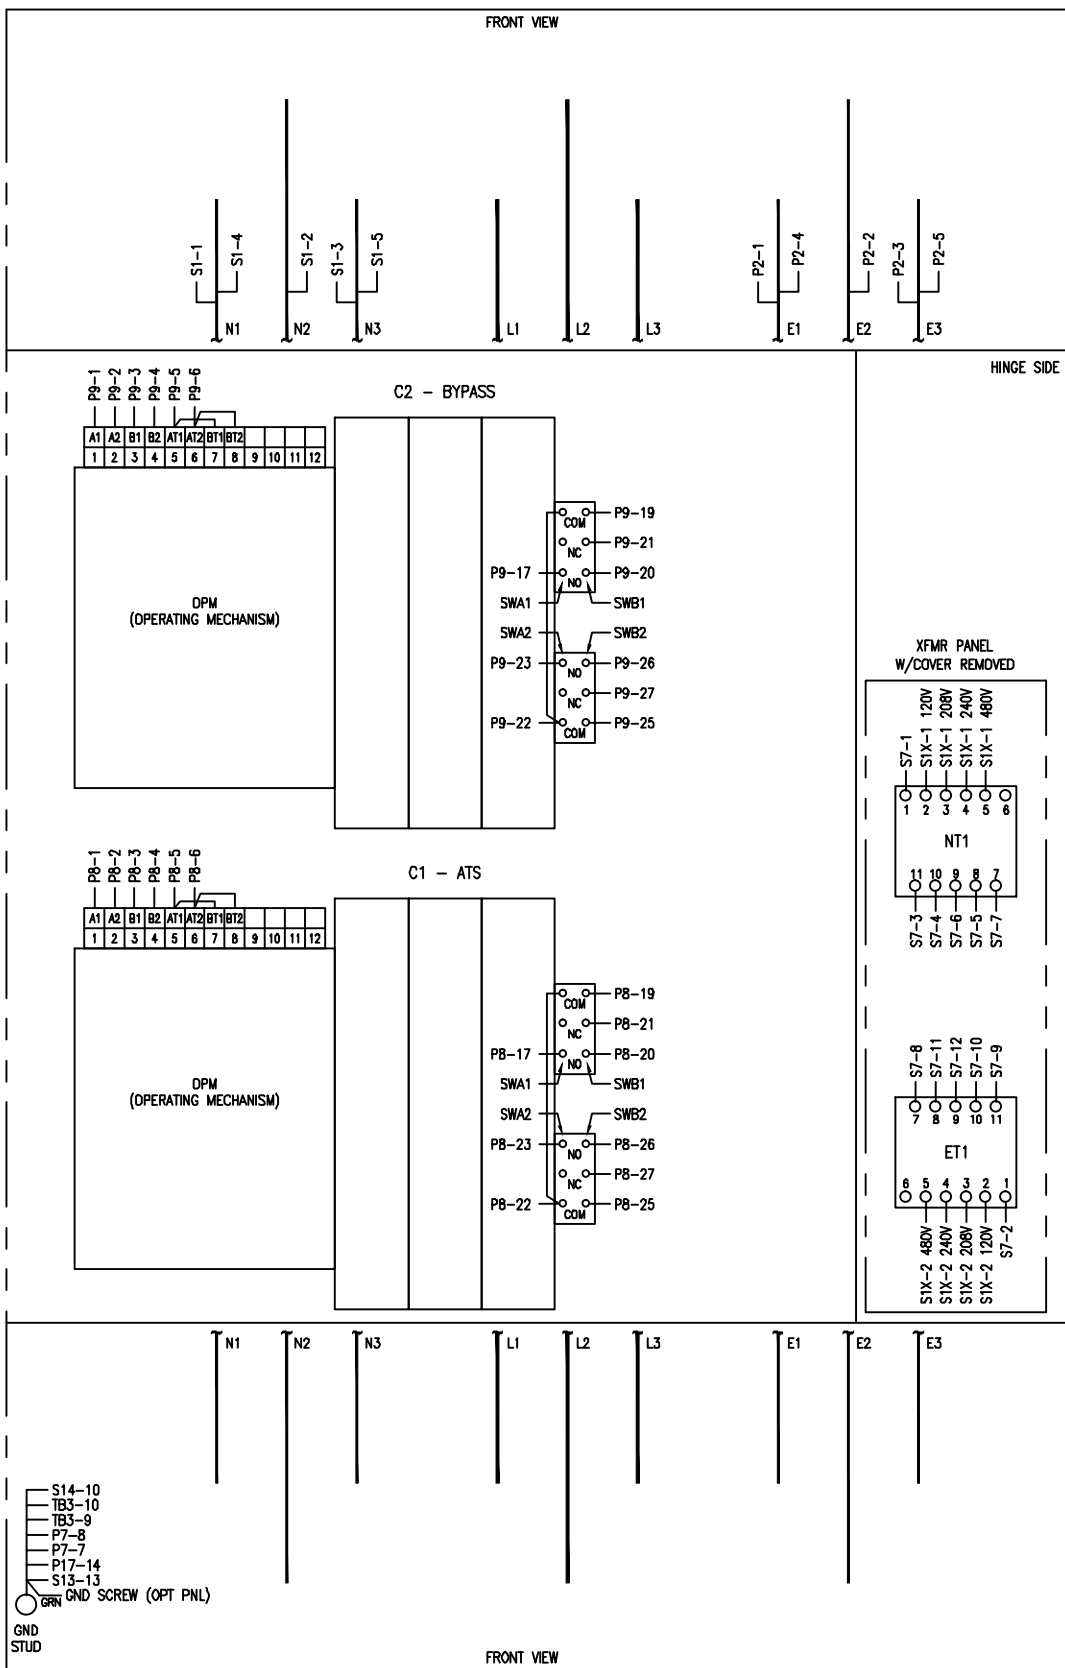 FRONT VIEW
S1-1
S1-4
S1-2
S1-3
S1-5
P2-1
P2-4
P2-2
P2-3
P2-5
N1
N2
N3
L1
L2
L3
E1
E2
E3
HINGE SIDE
P9-1
P9-2
P9-3
P9-4
P9-5
P9-6
C2 - BYPASS
A1 A2 B1 B2 AT1 AT2 BT1 BT2
1 2 3 4 5 6 7 8 9 10 11 12
OPM
(OPERATING MECHANISM)
COM
P9-19
NC
P9-21
P9-17
NO
P9-20
SWA1
SWB1
SWA2
SWB2
P9-23
NO
P9-26
NC
P9-27
P9-22
COM
P9-25
XFMR PANEL
W/COVER REMOVED
S7-1
S1X-1 120V
S1X-1 208V
S1X-1 240V
S1X-1 480V
1 2 3 4 5 6
NT1
11 10 9 8 7
S7-3
S7-4
S7-6
S7-5
S7-7
P8-1
P8-2
P8-3
P8-4
P8-5
P8-6
C1 - ATS
A1 A2 B1 B2 AT1 AT2 BT1 BT2
1 2 3 4 5 6 7 8 9 10 11 12
OPM
(OPERATING MECHANISM)
COM
P8-19
NC
P8-21
P8-17
NO
P8-20
SWA1
SWB1
SWA2
SWB2
P8-23
NO
P8-26
NC
P8-27
P8-22
COM
P8-25
S7-8
S7-11
S7-12
S7-10
S7-9
7 8 9 10 11
ET1
6 5 4 3 2 1
S1X-2 480V
S1X-2 240V
S1X-2 208V
S1X-2 120V
S7-2
N1
N2
N3
L1
L2
L3
E1
E2
E3
S14-10
TB3-10
TB3-9
P7-8
P7-7
P17-14
S13-13
GRN
GND SCREW (OPT PNL)
GND
STUD
FRONT VIEW